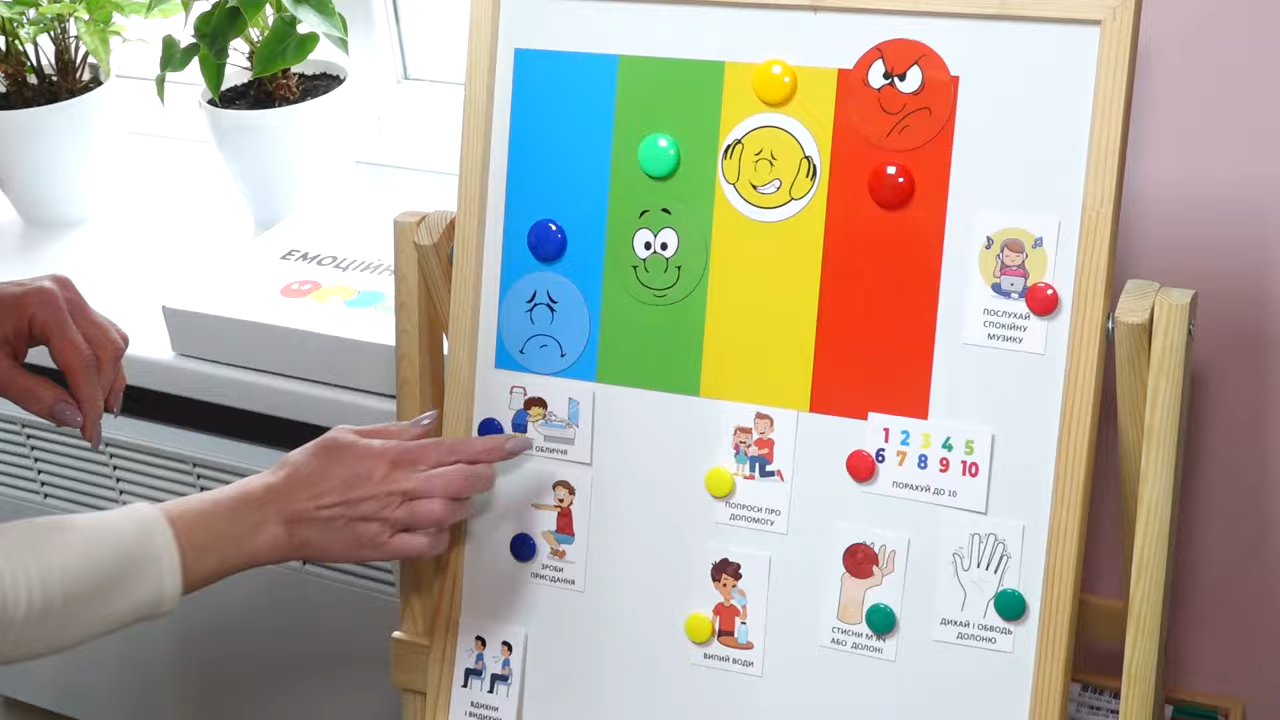 ЕМОЦІЙН
ПОСЛУХАЙ
СПОКІЙНУ
МУЗИКУ
ОБЛИЧЧЯ
1 2 3 4 5
6 7 8 9 10
ПОРАХУЙ ДО 10
ПОПРОСИ ПРО
ДОПОМОГУ
ЗРОБИ
ПРИСІДАННЯ
СТИСНИ М'ЯЧ
АБО ДОЛОНІ
ДИХАЙ І ОБВОДЬ
ДОЛОНЮ
ВИПИЙ ВОДИ
ВДИХНИ
І ВИДИХНИ